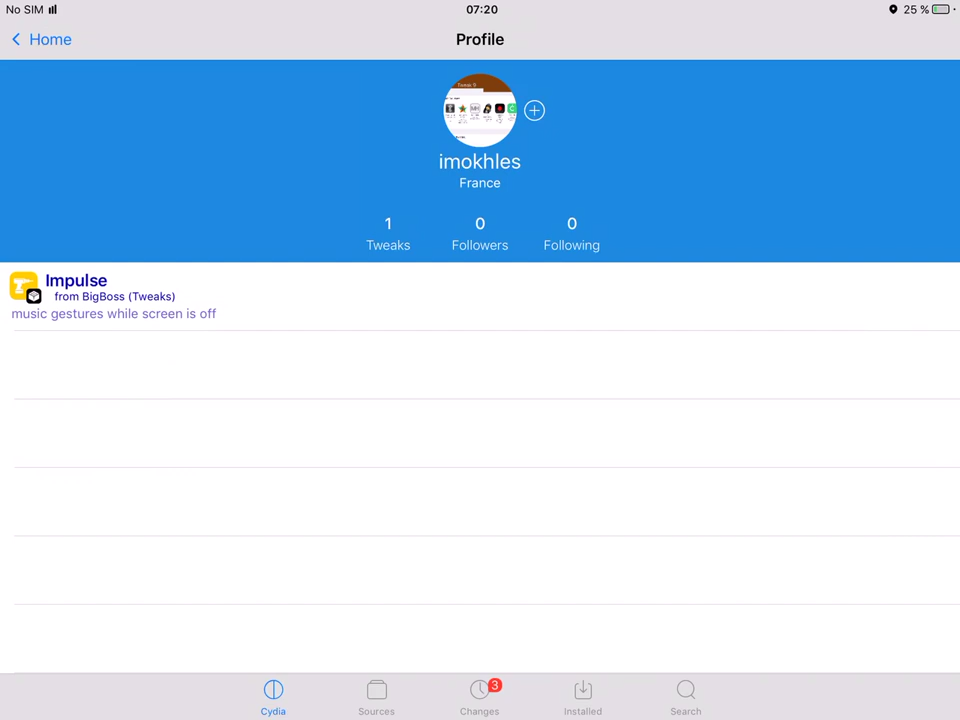 No SIM 07:20 25 %
Home Profile
imokhles
France
1 0 0
Tweaks Followers Following
Impulse
from BigBoss (Tweaks)
music gestures while screen is off
3
Cydia Sources Changes Installed Search